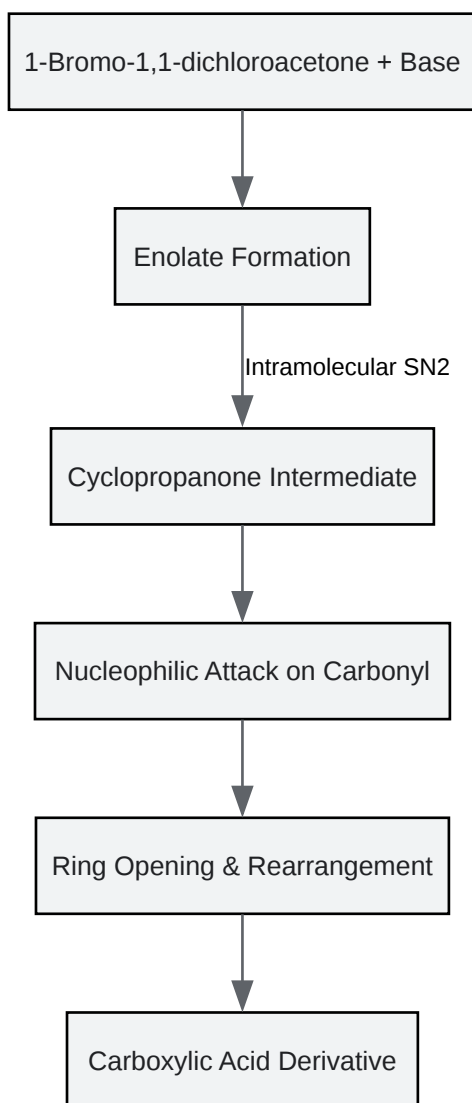 1-Bromo-1,1-dichloroacetone + Base
Enolate Formation
Intramolecular SN2
Cyclopropanone Intermediate
Nucleophilic Attack on Carbonyl
Ring Opening & Rearrangement
Carboxylic Acid Derivative